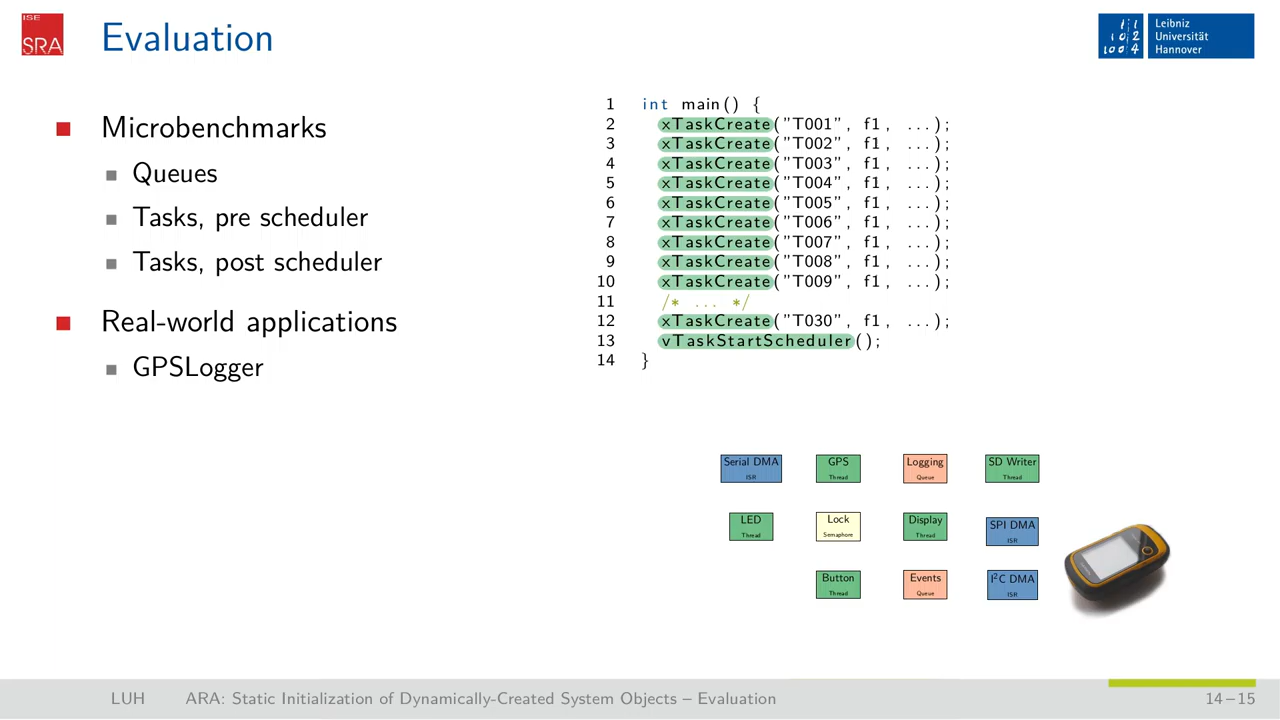 ISE
SRA
Evaluation
Leibniz
Universität
Hannover
Microbenchmarks
Queues
Tasks, pre scheduler
Tasks, post scheduler
Real-world applications
GPSLogger
1 int main() {
2 xTaskCreate("T001", f1, ...);
3 xTaskCreate("T002", f1, ...);
4 xTaskCreate("T003", f1, ...);
5 xTaskCreate("T004", f1, ...);
6 xTaskCreate("T005", f1, ...);
7 xTaskCreate("T006", f1, ...);
8 xTaskCreate("T007", f1, ...);
9 xTaskCreate("T008", f1, ...);
10 xTaskCreate("T009", f1, ...);
11 /* ... */
12 xTaskCreate("T030", f1, ...);
13 vTaskStartScheduler();
14 }
Serial DMA
ISR
GPS
Thread
Logging
Queue
SD Writer
Thread
LED
Thread
Lock
Semaphore
Display
Thread
SPI DMA
ISR
Button
Thread
Events
Queue
I²C DMA
ISR
LUH ARA: Static Initialization of Dynamically-Created System Objects – Evaluation 14–15